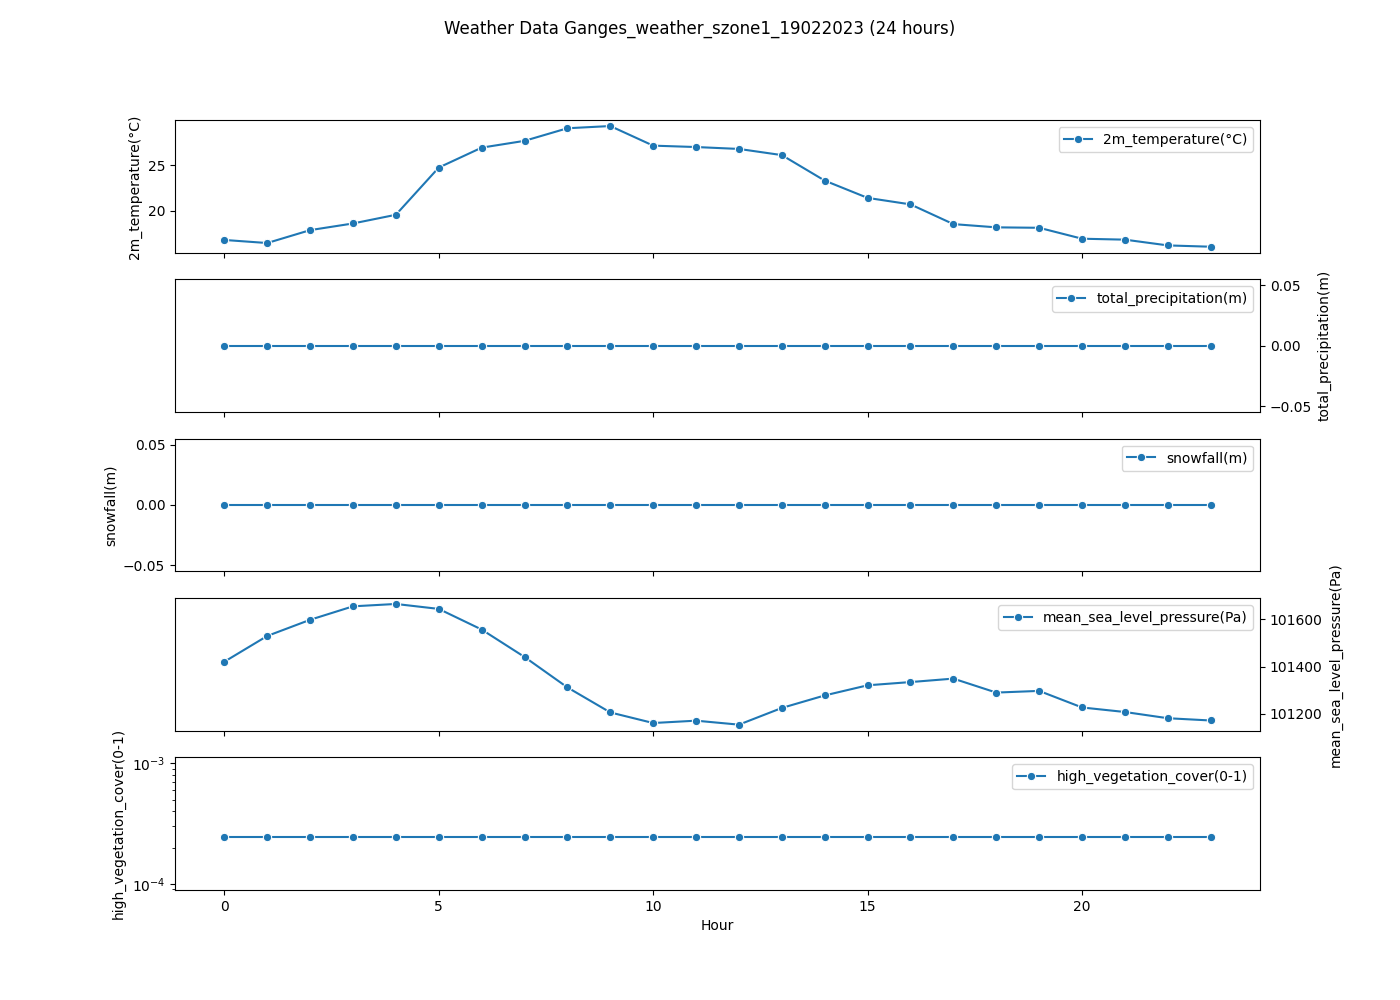 Weather Data Ganges_weather_szone1_19022023 (24 hours)
2m_temperature(°C)
25
20
2m_temperature(°C)
total_precipitation(m)
0.05
0.00
−0.05
total_precipitation(m)
snowfall(m)
0.05
0.00
−0.05
snowfall(m)
mean_sea_level_pressure(Pa)
101600
101400
101200
mean_sea_level_pressure(Pa)
high_vegetation_cover(0-1)
10⁻³
10⁻⁴
high_vegetation_cover(0-1)
0 5 10 15 20
Hour